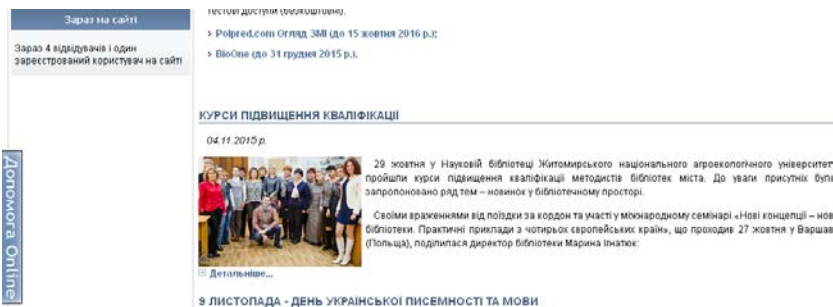 Зараз на сайті
Зараз 4 відвідувачів і один
зареєстрований користувач на сайті
Допомога Online
тестові доступи (безкоштовні).
> Polpred.com Огляд ЗМІ (до 15 жовтня 2016 р.);
> BioOne (до 31 грудня 2015 р.).
КУРСИ ПІДВИЩЕННЯ КВАЛІФІКАЦІЇ
04.11.2015 р.
29 жовтня у Науковій бібліотеці Житомирського національного агроекологічного університет
пройшли курси підвищення кваліфікації методистів бібліотек міста. До уваги присутніх бул
запропоновано ряд тем – новинок у бібліотечному просторі.
Своїми враженнями від поїздки за кордон та участі у міжнародному семінарі «Нові концепції – нов
бібліотеки. Практичні приклади з чотирьох європейських країн», що проходив 27 жовтня у Варшав
(Польща), поділилася директор бібліотеки Марина Ігнатюк:
Детальніше...
9 ЛИСТОПАДА - ДЕНЬ УКРАЇНСЬКОЇ ПИСЕМНОСТІ ТА МОВИ